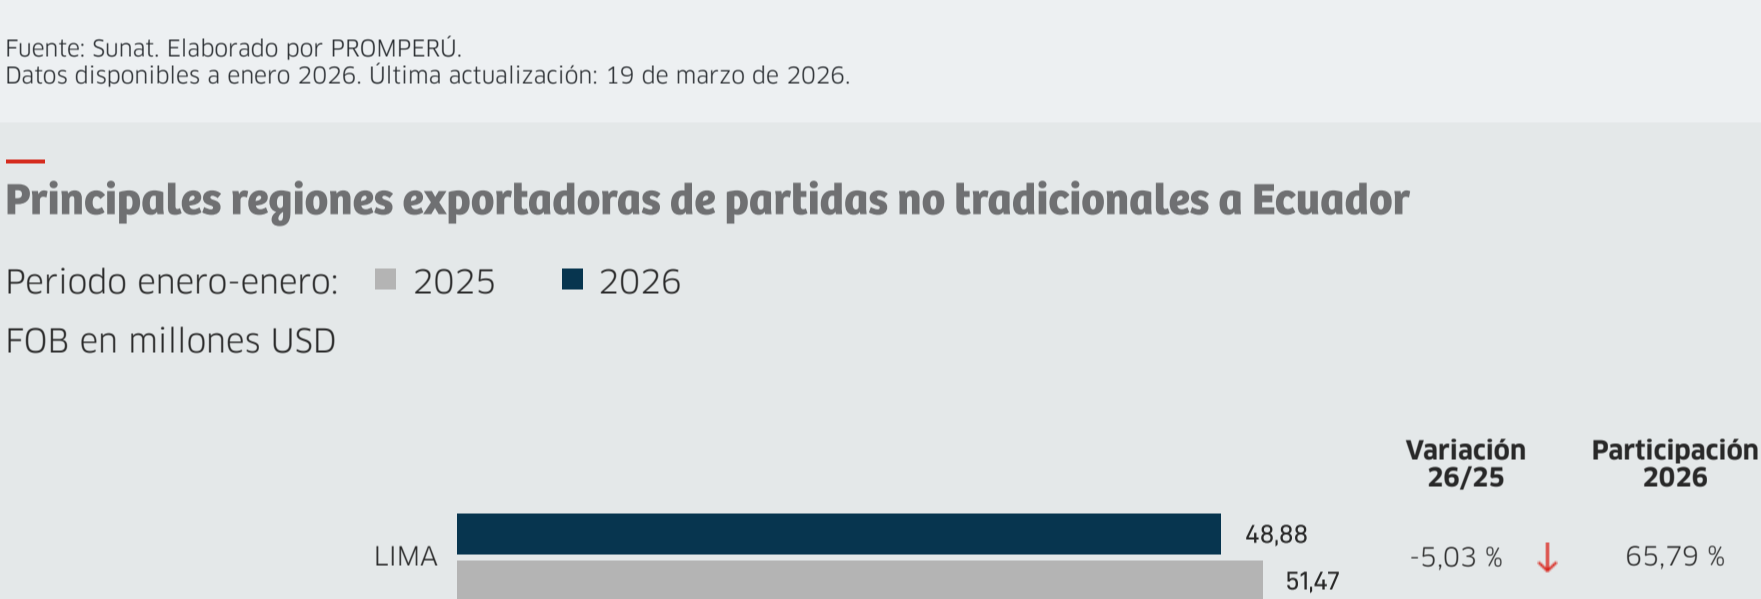 Fuente: Sunat. Elaborado por PROMPERÚ.
Datos disponibles a enero 2026. Última actualización: 19 de marzo de 2026.
Principales regiones exportadoras de partidas no tradicionales a Ecuador
Periodo enero-enero: 2025 2026
FOB en millones USD
Variación 26/25
Participación 2026
LIMA
48,88
51,47
-5,03 %
65,79 %